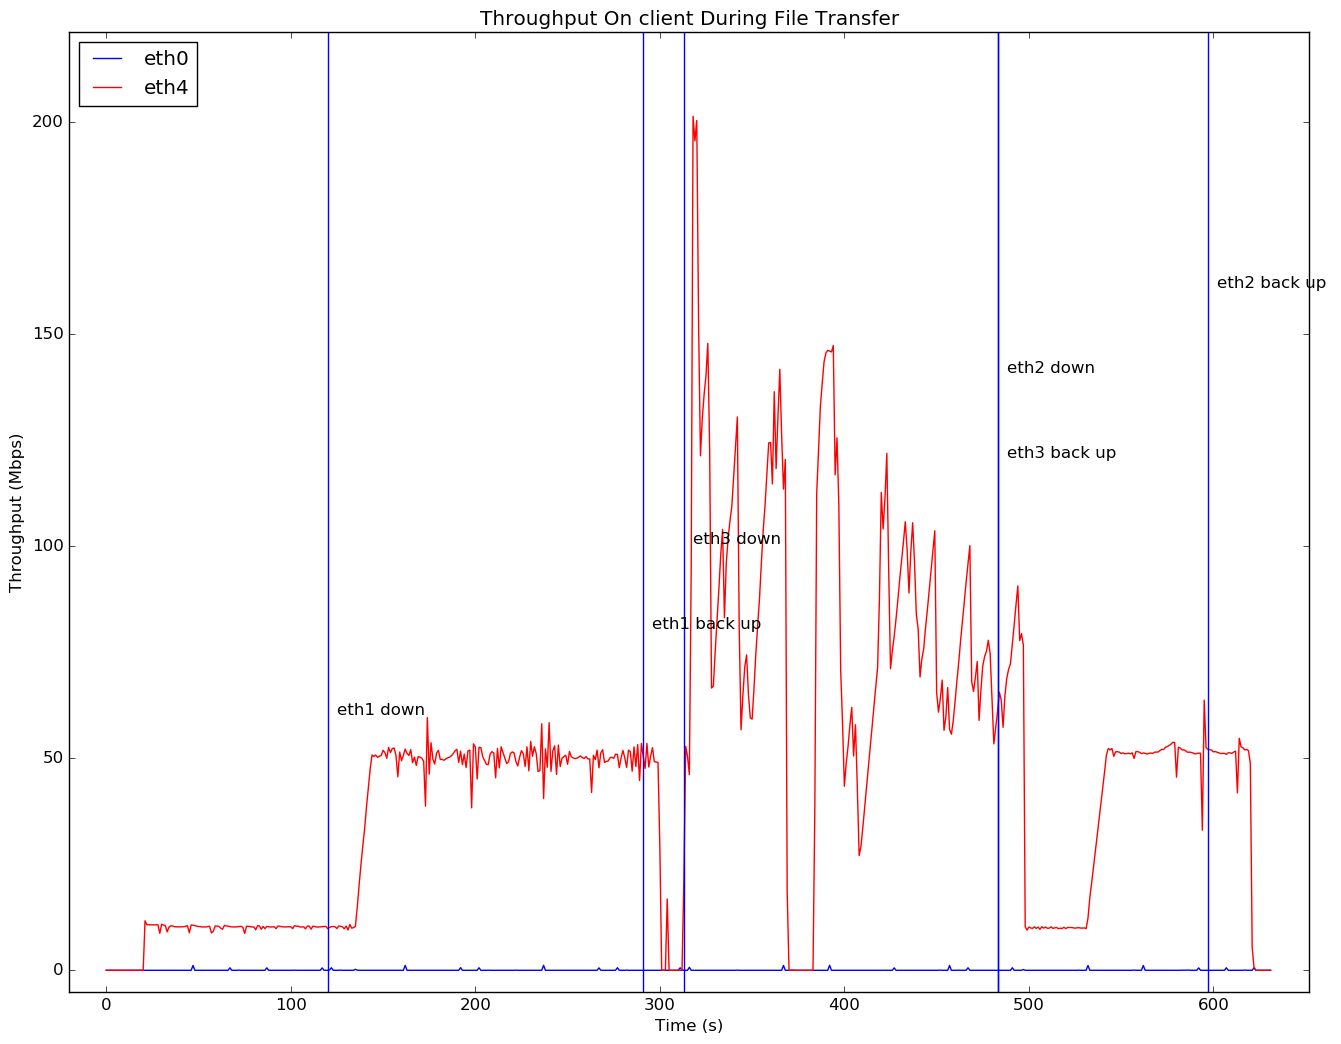 Throughput On client During File Transfer
eth0
eth4
200
150
100
50
0
Throughput (Mbps)
eth2 back up
eth2 down
eth3 back up
eth3 down
eth1 back up
eth1 down
0
100
200
300
400
500
600
Time (s)